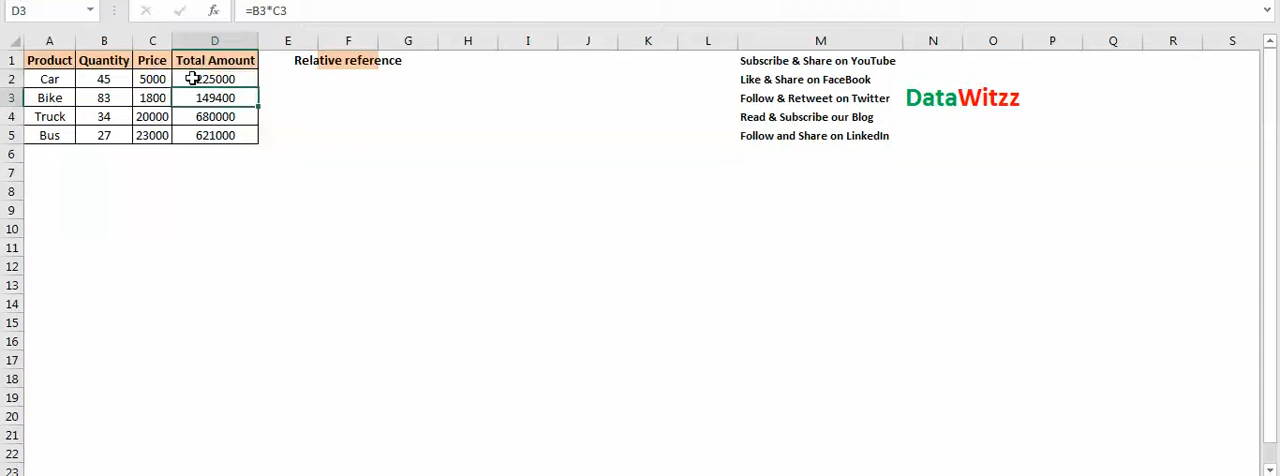 D3 =B3*C3
A B C D E F G H I J K L M N O P Q R S
1 Product Quantity Price Total Amount Relative reference Subscribe & Share on YouTube
2 Car 45 5000 225000 Like & Share on FaceBook
3 Bike 83 1800 149400 Follow & Retweet on Twitter DataWitzz
4 Truck 34 20000 680000 Read & Subscribe our Blog
5 Bus 27 23000 621000 Follow and Share on LinkedIn
6
7
8
9
10
11
12
13
14
15
16
17
18
19
20
21
22
23